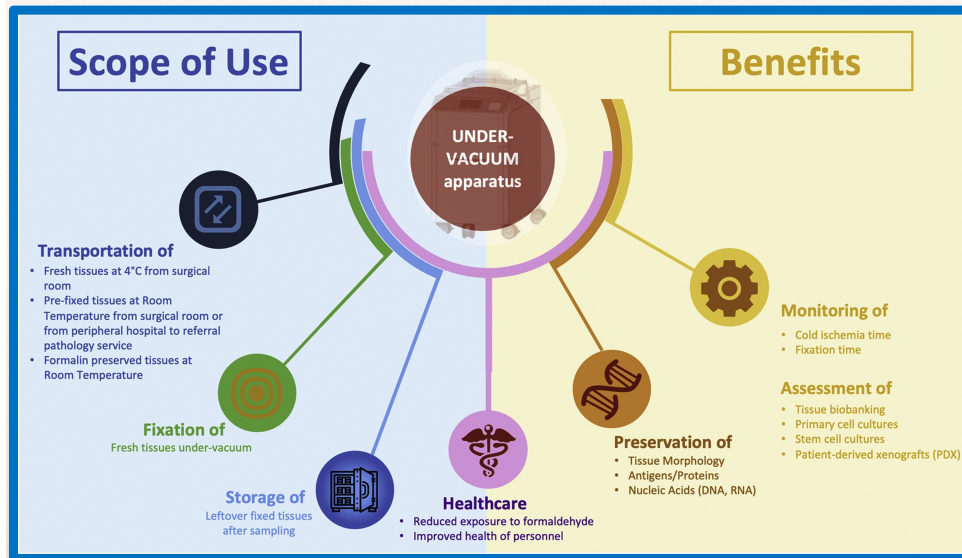 Scope of Use
Benefits
UNDER-
VACUUM
apparatus
Transportation of
• Fresh tissues at 4°C from surgical
room
• Pre-fixed tissues at Room
Temperature from surgical room or
from peripheral hospital to referral
pathology service
• Formalin preserved tissues at
Room Temperature
Fixation of
Fresh tissues under-vacuum
Storage of
Leftover fixed tissues
after sampling
Healthcare
• Reduced exposure to formaldehyde
• Improved health of personnel
Preservation of
• Tissue Morphology
• Antigens/Proteins
• Nucleic Acids (DNA, RNA)
Monitoring of
• Cold ischemia time
• Fixation time
Assessment of
• Tissue biobanking
• Primary cell cultures
• Stem cell cultures
• Patient-derived xenografts (PDX)